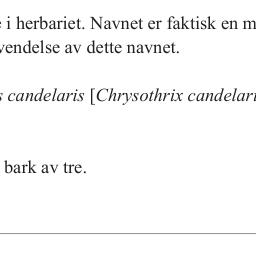 i herbariet. Navnet er faktisk en
vendelse av dette navnet.
candelaris [Chrysothrix candelari
bark av tre.